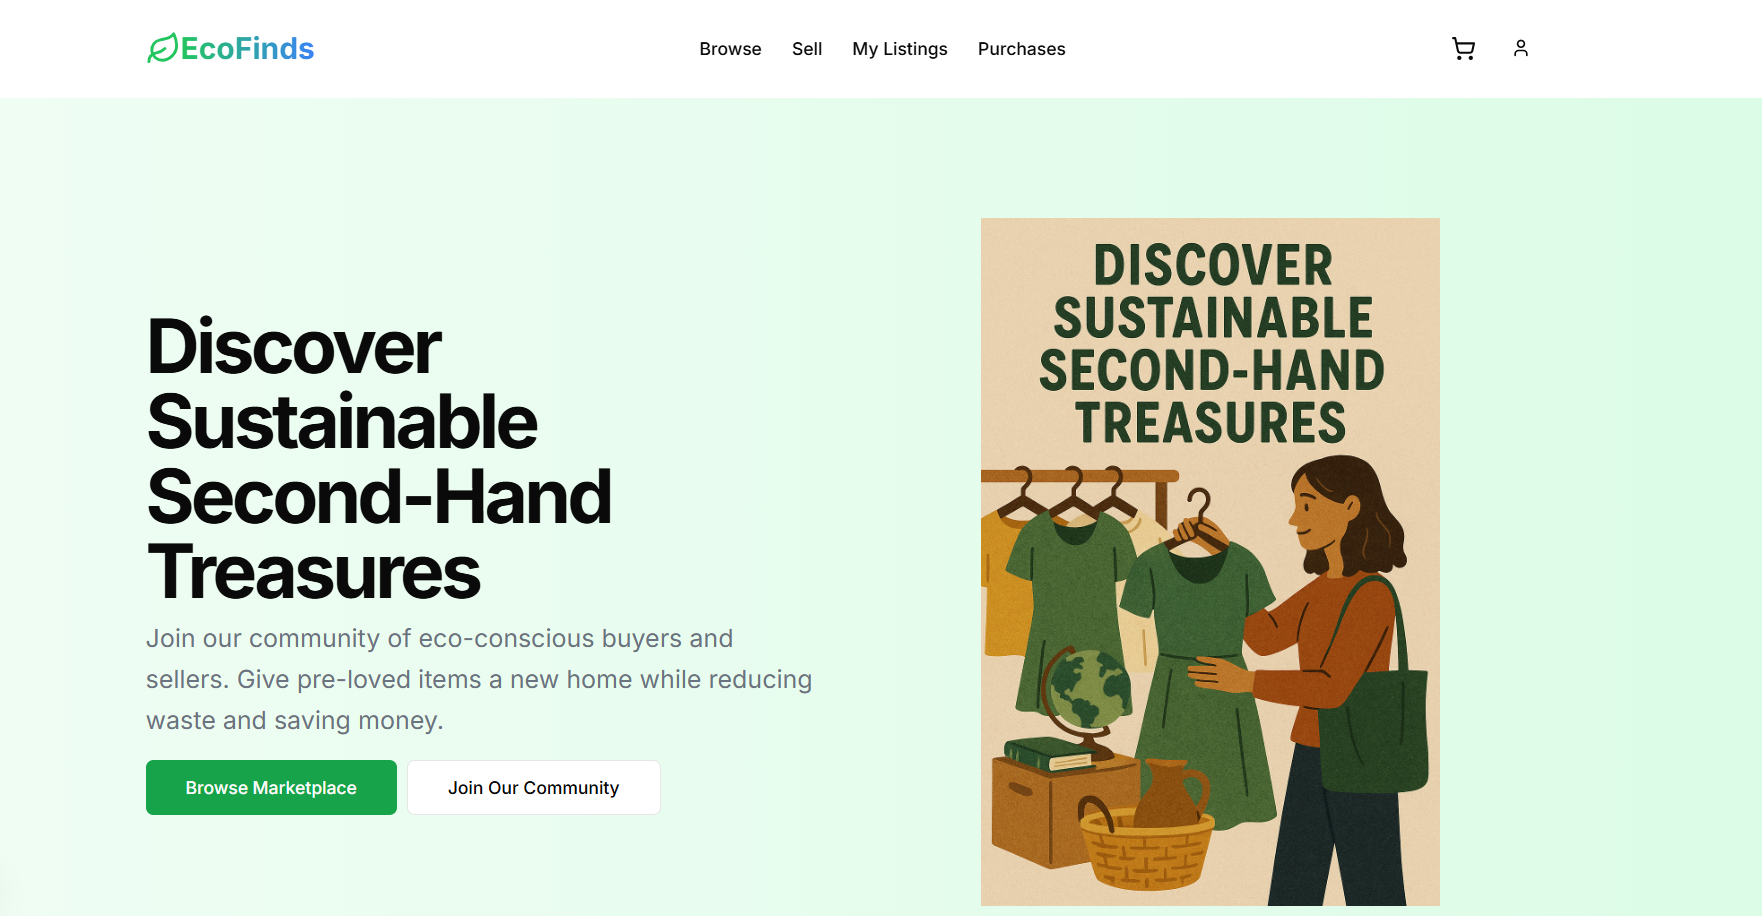 EcoFinds
Browse
Sell
My Listings
Purchases
Discover
Sustainable
Second-Hand
Treasures
Join our community of eco-conscious buyers and
sellers. Give pre-loved items a new home while reducing
waste and saving money.
Browse Marketplace
Join Our Community
DISCOVER
SUSTAINABLE
SECOND-HAND
TREASURES